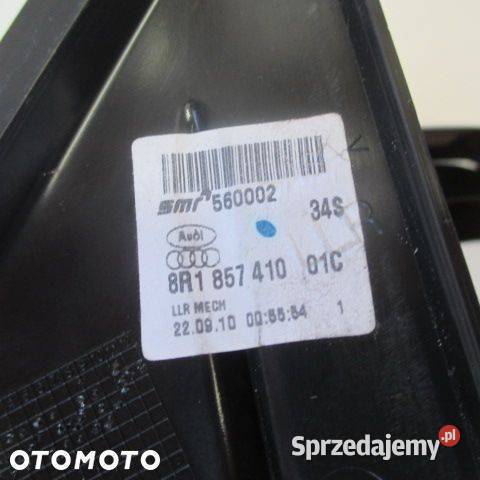 smr 560002
34S
Audi
8R1 857 410 01C
LLR MECH
22.09.10 00:55:54 1
Sprzedajemy.pl
OTOMOTO